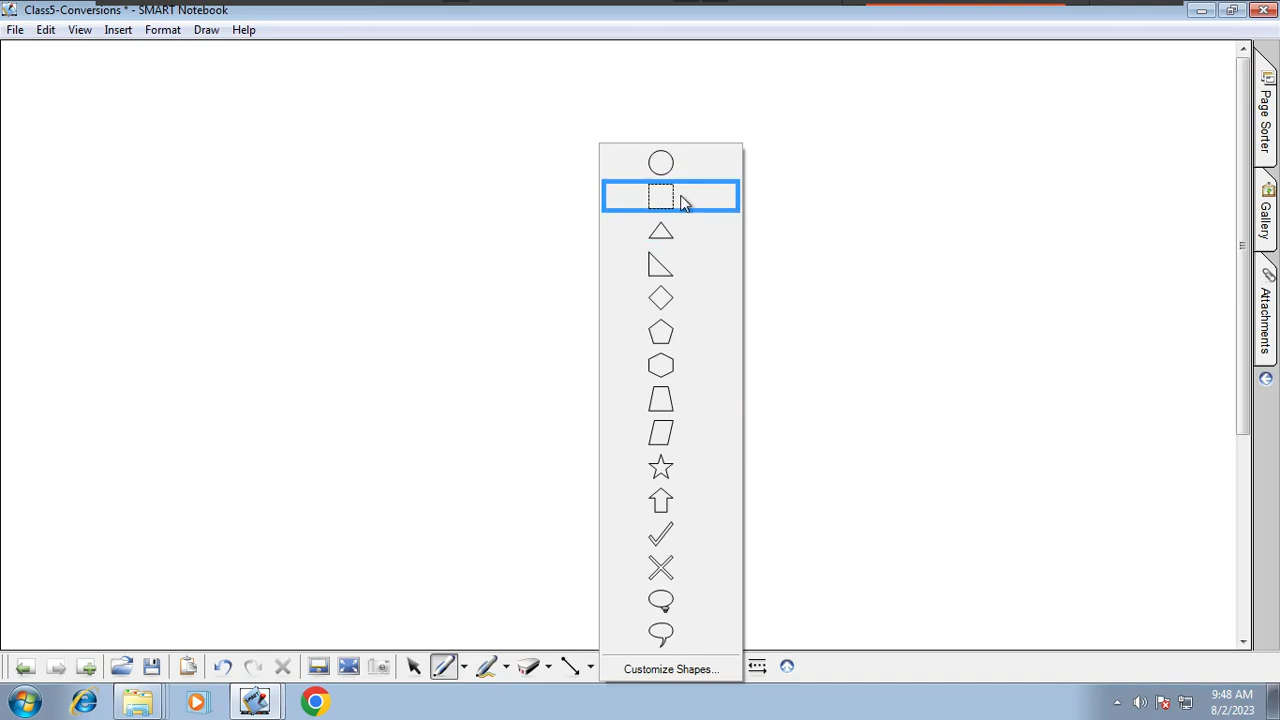 Class5-Conversions * - SMART Notebook
File Edit View Insert Format Draw Help
Page Sorter
Gallery
Attachments
Customize Shapes...
9:48 AM
8/2/2023